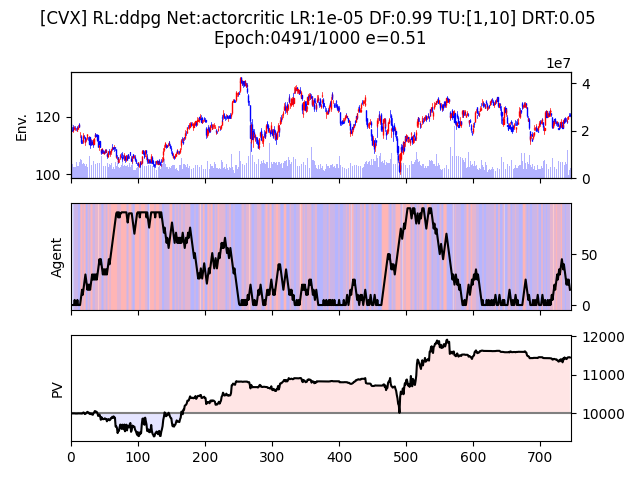 [CVX] RL:ddpg Net:actorcritic LR:1e-05 DF:0.99 TU:[1,10] DRT:0.05
Epoch:0491/1000 e=0.51
1e7
Env.
120
100
4
2
0
Agent
50
0
PV
12000
11000
10000
0 100 200 300 400 500 600 700